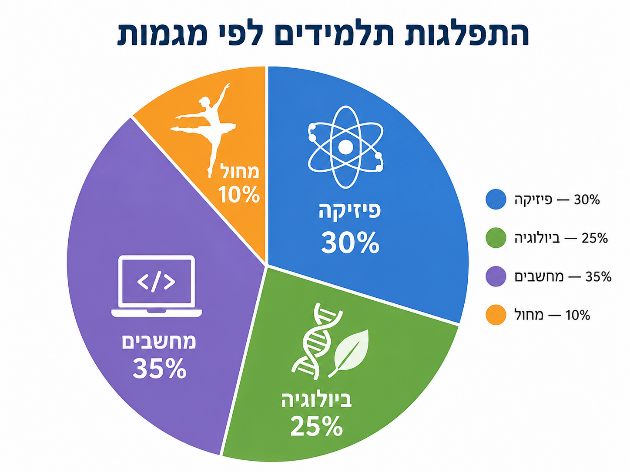 התפלגות תלמידים לפי מגמות
פיזיקה
30%
ביולוגיה
25%
מחשבים
35%
מחול
10%
</>
פיזיקה — 30%
ביולוגיה — 25%
מחשבים — 35%
מחול — 10%